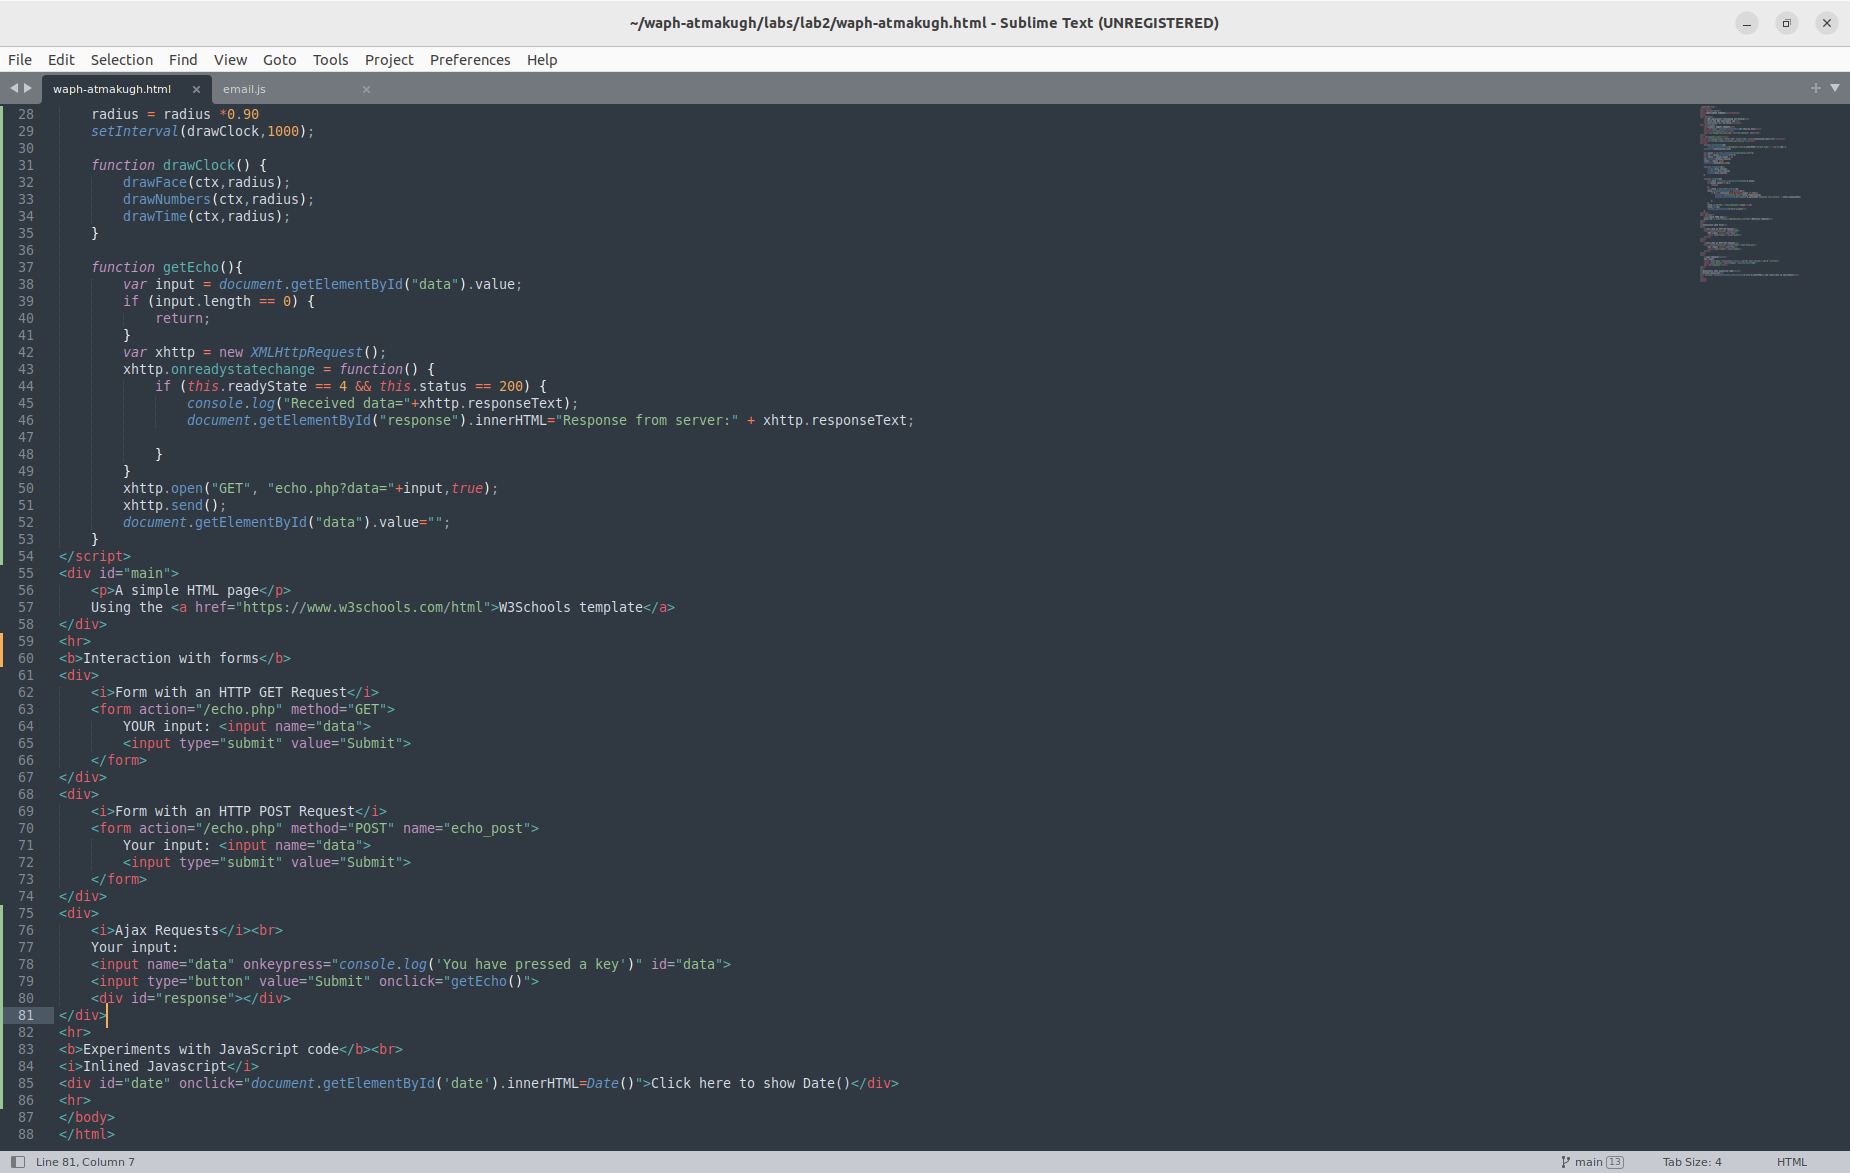 ~/waph-atmakugh/labs/lab2/waph-atmakugh.html - Sublime Text (UNREGISTERED)
File Edit Selection Find View Goto Tools Project Preferences Help
waph-atmakugh.html email.js
28 radius = radius *0.90
29 setInterval(drawClock,1000);
30
31 function drawClock() {
32 drawFace(ctx,radius);
33 drawNumbers(ctx,radius);
34 drawTime(ctx,radius);
35 }
36
37 function getEcho(){
38 var input = document.getElementById("data").value;
39 if (input.length == 0) {
40 return;
41 }
42 var xhttp = new XMLHttpRequest();
43 xhttp.onreadystatechange = function() {
44 if (this.readyState == 4 && this.status == 200) {
45 console.log("Received data="+xhttp.responseText);
46 document.getElementById("response").innerHTML="Response from server:" + xhttp.responseText;
47
48 }
49 }
50 xhttp.open("GET", "echo.php?data="+input,true);
51 xhttp.send();
52 document.getElementById("data").value="";
53 }
54 </script>
55 <div id="main">
56 <p>A simple HTML page</p>
57 Using the <a href="https://www.w3schools.com/html">W3Schools template</a>
58 </div>
59 <hr>
60 <b>Interaction with forms</b>
61 <div>
62 <i>Form with an HTTP GET Request</i>
63 <form action="/echo.php" method="GET">
64 YOUR input: <input name="data">
65 <input type="submit" value="Submit">
66 </form>
67 </div>
68 <div>
69 <i>Form with an HTTP POST Request</i>
70 <form action="/echo.php" method="POST" name="echo_post">
71 Your input: <input name="data">
72 <input type="submit" value="Submit">
73 </form>
74 </div>
75 <div>
76 <i>Ajax Requests</i><br>
77 Your input:
78 <input name="data" onkeypress="console.log('You have pressed a key')" id="data">
79 <input type="button" value="Submit" onclick="getEcho()">
80 <div id="response"></div>
81 </div>
82 <hr>
83 <b>Experiments with JavaScript code</b><br>
84 <i>Inlined Javascript</i>
85 <div id="date" onclick="document.getElementById('date').innerHTML=Date()">Click here to show Date()</div>
86 <hr>
87 </body>
88 </html>
Line 81, Column 7 main 13 Tab Size: 4 HTML